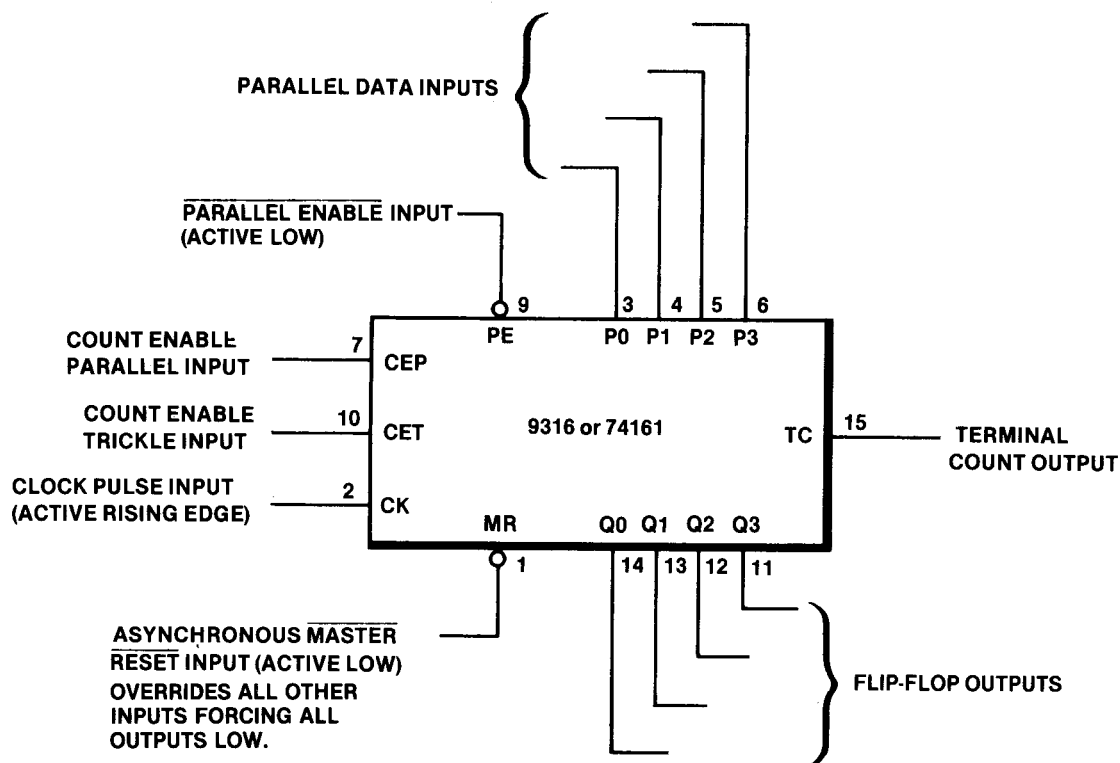 PARALLEL DATA INPUTS
PARALLEL ENABLE INPUT
(ACTIVE LOW)
9
3
4
5
6
PE
P0
P1
P2
P3
COUNT ENABLE
PARALLEL INPUT
7
CEP
COUNT ENABLE
TRICKLE INPUT
10
CET
9316 or 74161
TC
15
TERMINAL
COUNT OUTPUT
CLOCK PULSE INPUT
(ACTIVE RISING EDGE)
2
CK
MR
Q0
Q1
Q2
Q3
1
14
13
12
11
ASYNCHRONOUS MASTER
RESET INPUT (ACTIVE LOW)
OVERRIDES ALL OTHER
INPUTS FORCING ALL
OUTPUTS LOW.
FLIP-FLOP OUTPUTS